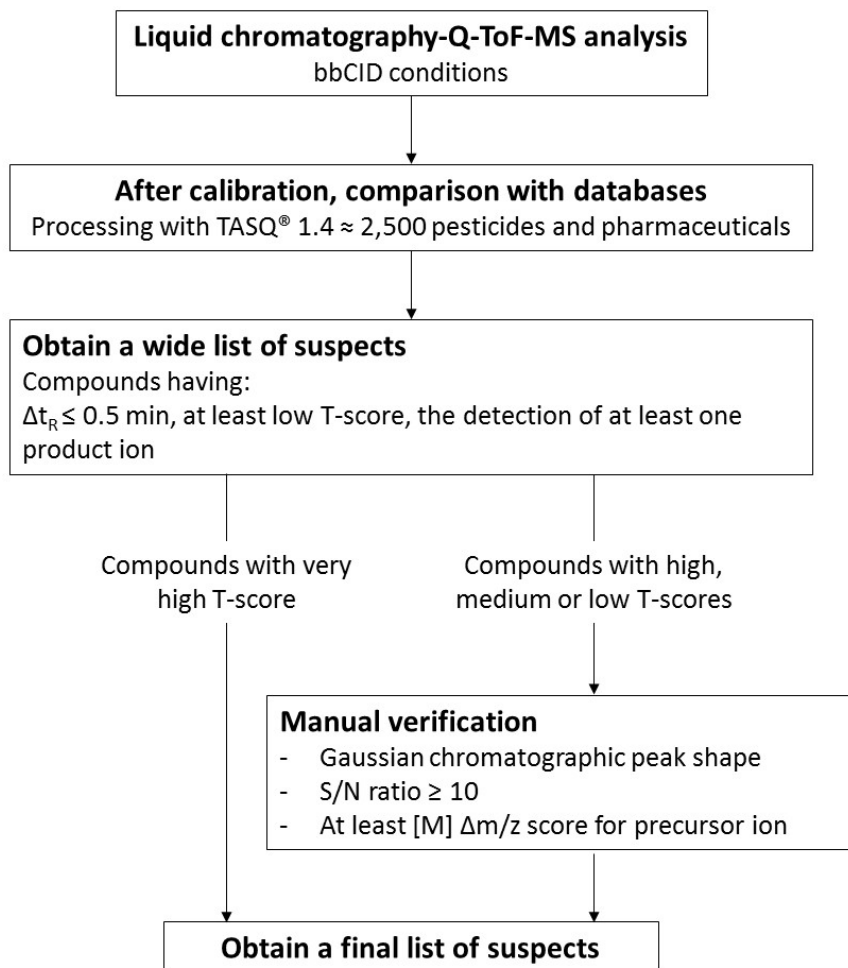 Liquid chromatography-Q-ToF-MS analysis
bbCID conditions
After calibration, comparison with databases
Processing with TASQ® 1.4 ≈ 2,500 pesticides and pharmaceuticals
Obtain a wide list of suspects
Compounds having:
Δt_R ≤ 0.5 min, at least low T-score, the detection of at least one
product ion
Compounds with very
high T-score
Compounds with high,
medium or low T-scores
Manual verification
- Gaussian chromatographic peak shape
- S/N ratio ≥ 10
- At least [M] Δm/z score for precursor ion
Obtain a final list of suspects